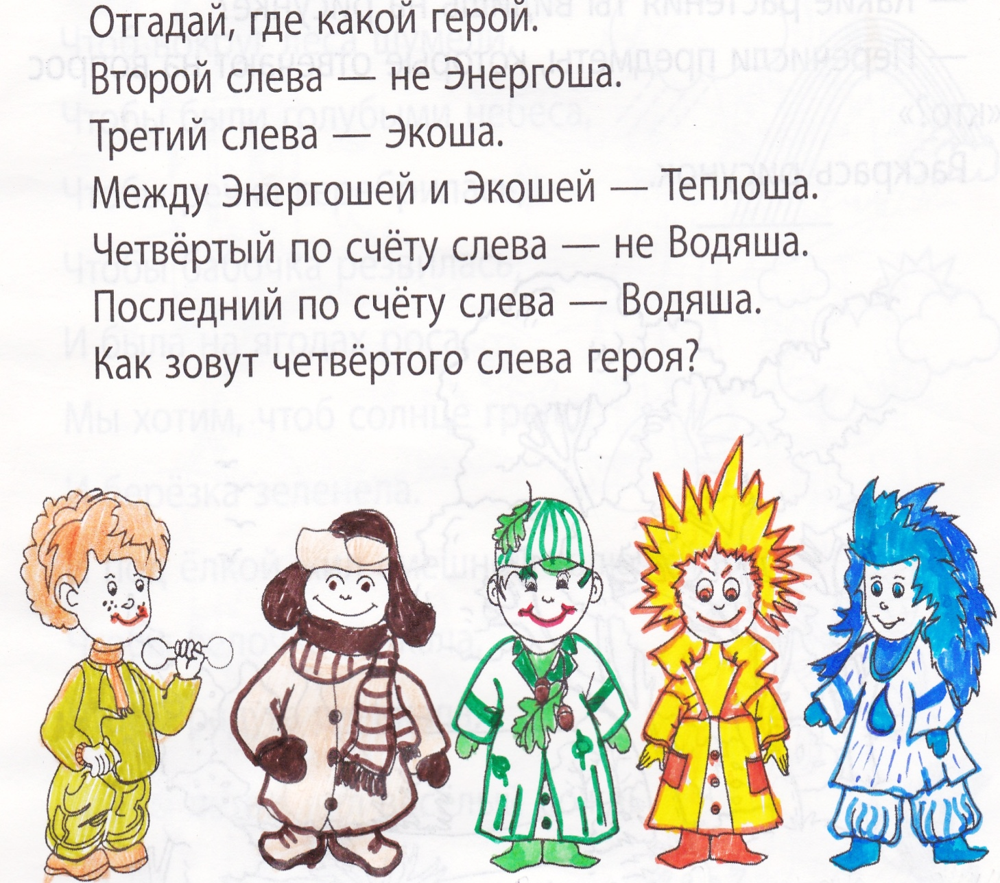 Отгадай, где какой герой.
Второй слева — не Энергоша.
Третий слева — Экоша.
Между Энергошей и Экошей — Теплоша.
Четвёртый по счёту слева — не Водяша.
Последний по счёту слева — Водяша.
Как зовут четвёртого слева героя?